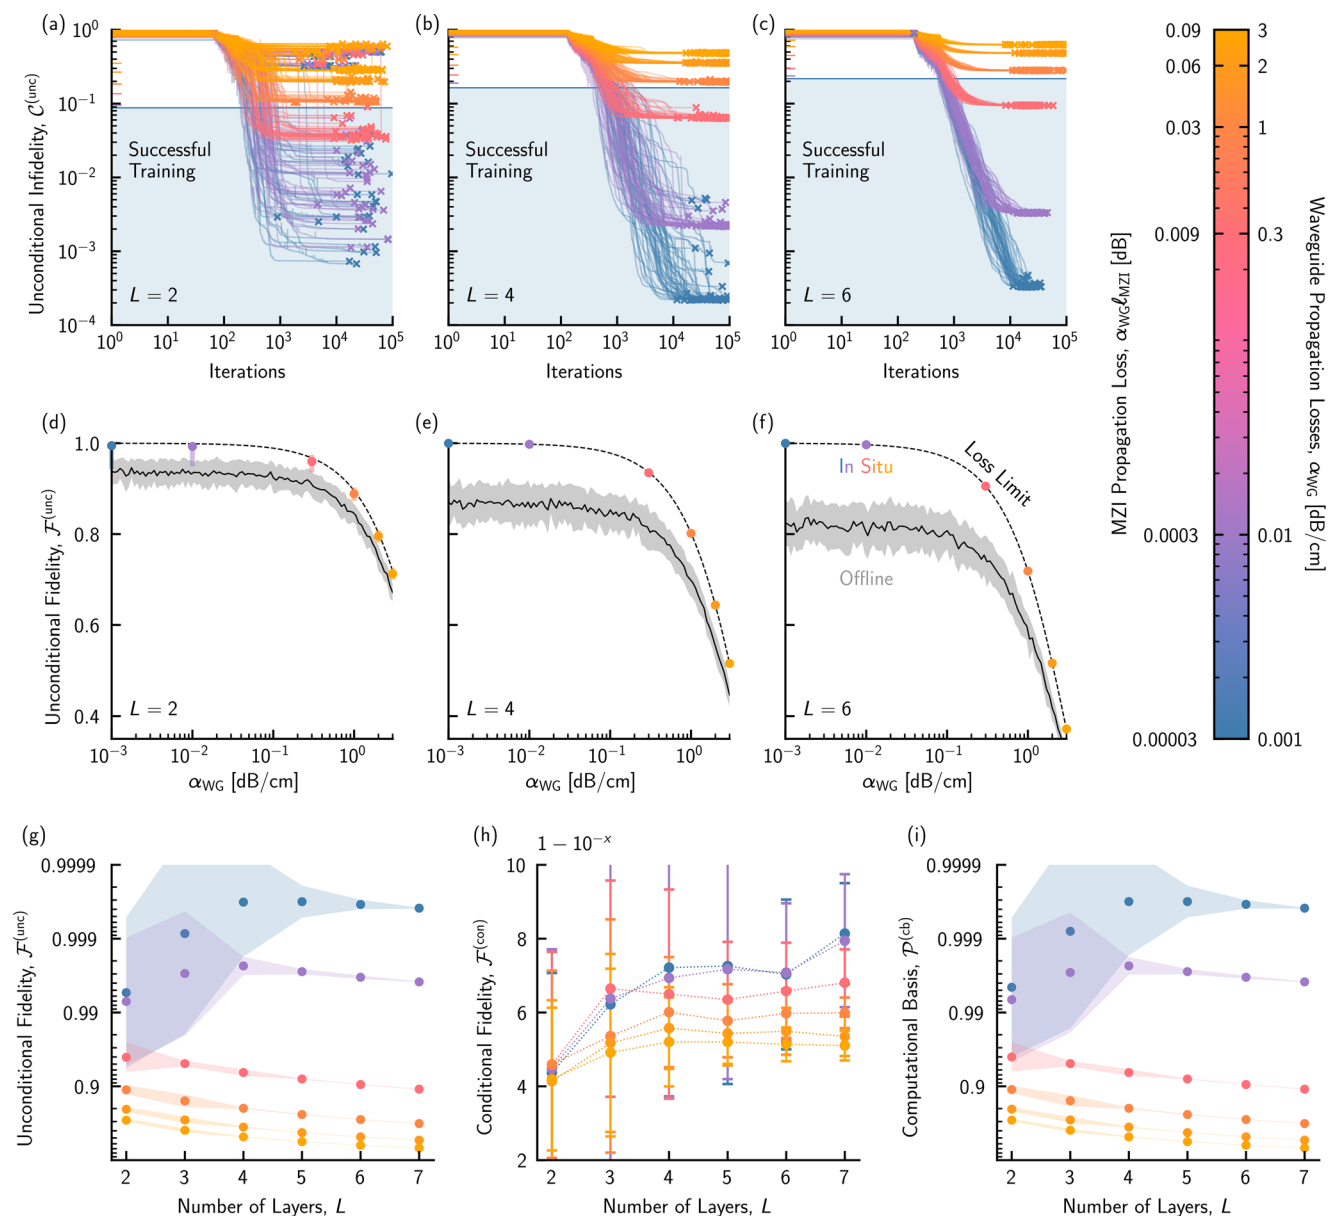 (a)
(b)
(c)
Unconditional Infidelity, 𝒞^(unc)
10^0
10^−1
10^−2
10^−3
10^−4
Successful
Training
Successful
Training
Successful
Training
L = 2
L = 4
L = 6
10^0 10^1 10^2 10^3 10^4 10^5
10^0 10^1 10^2 10^3 10^4 10^5
10^0 10^1 10^2 10^3 10^4 10^5
Iterations
Iterations
Iterations
0.09
0.06
0.03
0.009
0.0003
0.00003
MZI Propagation Loss, α_WG ℓ_MZI [dB]
3
2
1
0.3
0.01
0.001
Waveguide Propagation Losses, α_WG [dB/cm]
(d)
(e)
(f)
Unconditional Fidelity, ℱ^(unc)
1.0
0.8
0.6
0.4
In Situ
Loss Limit
Offline
L = 2
L = 4
L = 6
10^−3 10^−2 10^−1 10^0
10^−3 10^−2 10^−1 10^0
10^−3 10^−2 10^−1 10^0
α_WG [dB/cm]
α_WG [dB/cm]
α_WG [dB/cm]
(g)
Unconditional Fidelity, ℱ^(unc)
0.9999
0.999
0.99
0.9
2 3 4 5 6 7
Number of Layers, L
(h)
1 − 10^−x
Conditional Fidelity, ℱ^(con)
10
8
6
4
2
2 3 4 5 6 7
Number of Layers, L
(i)
Computational Basis, 𝒫^(cb)
0.9999
0.999
0.99
0.9
2 3 4 5 6 7
Number of Layers, L